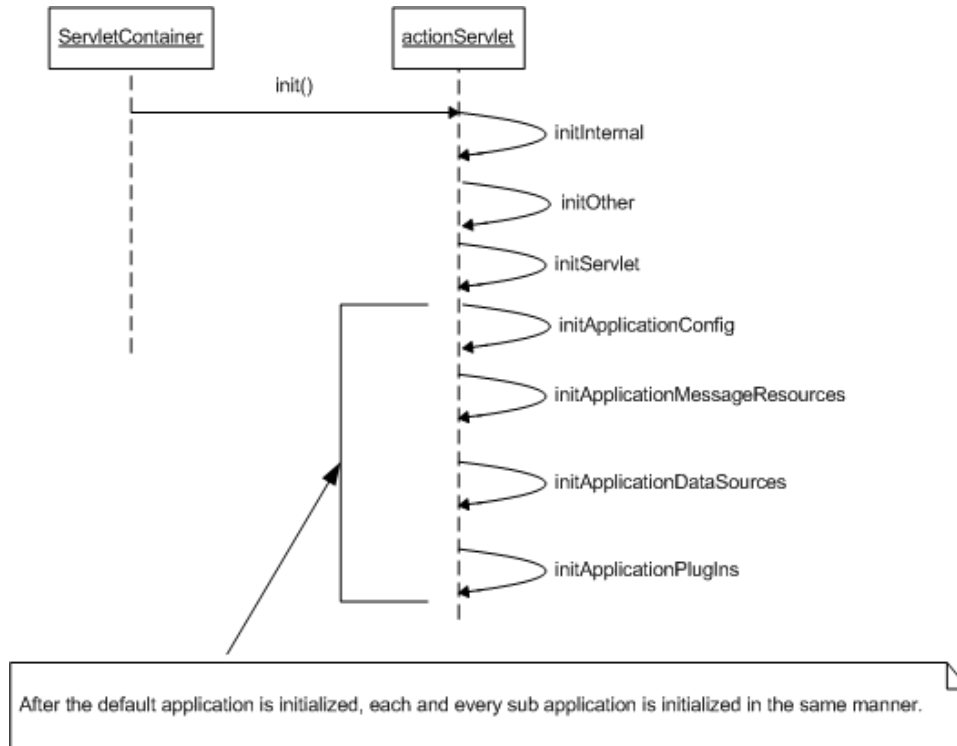 ServletContainer
actionServlet
init()
initInternal
initOther
initServlet
initApplicationConfig
initApplicationMessageResources
initApplicationDataSources
initApplicationPlugIns
After the default application is initialized, each and every sub application is initialized in the same manner.